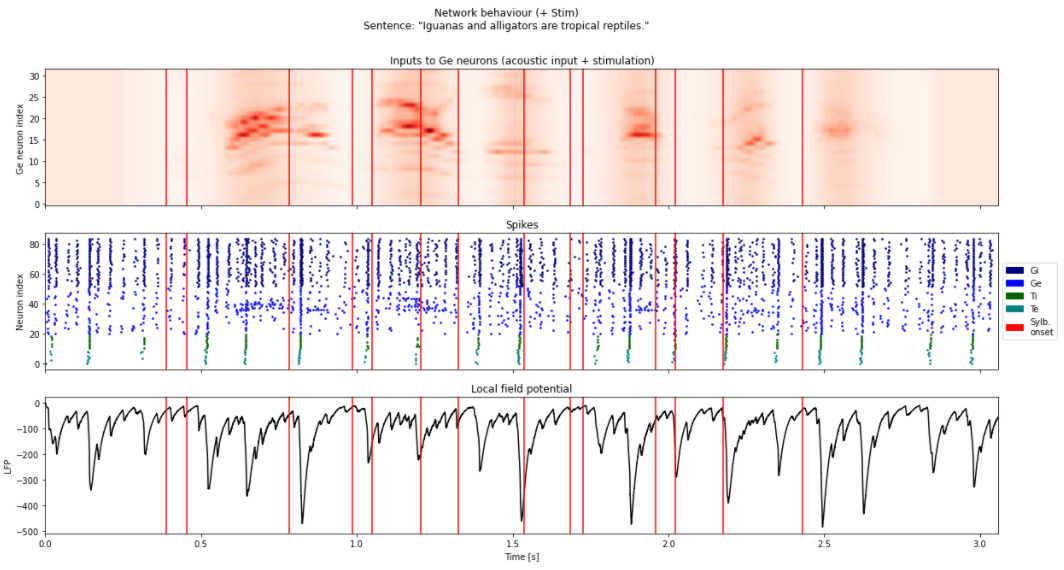 Network behaviour (+ Stim)
Sentence: "Iguanas and alligators are tropical reptiles."
Inputs to Ge neurons (acoustic input + stimulation)
Ge neuron index
30
25
20
15
10
5
0
Spikes
Neuron index
80
60
40
20
0
Gi
Ge
Ti
Te
Sylb.
onset
Local field potential
LFP
0
−100
−200
−300
−400
−500
0.0
0.5
1.0
1.5
2.0
2.5
3.0
Time [s]